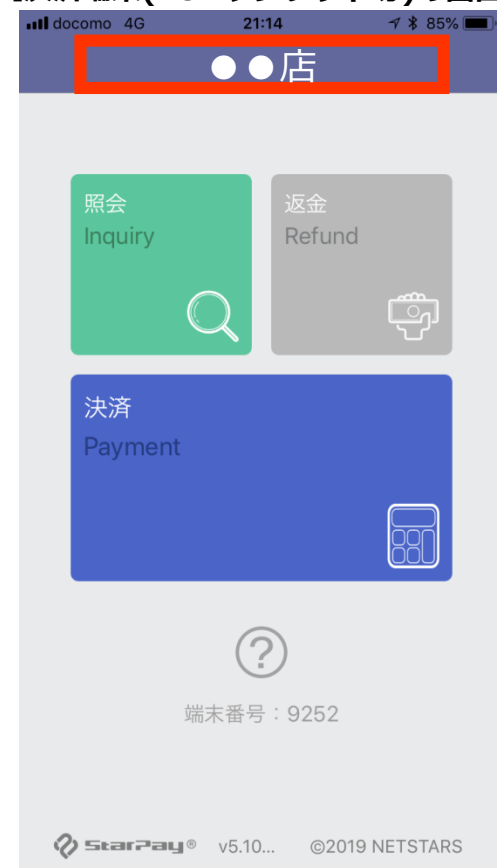 docomo 4G 21:14 85%
●●店
照会
Inquiry
返金
Refund
決済
Payment
?
端末番号：9252
StarPay® v5.10... ©2019 NETSTARS